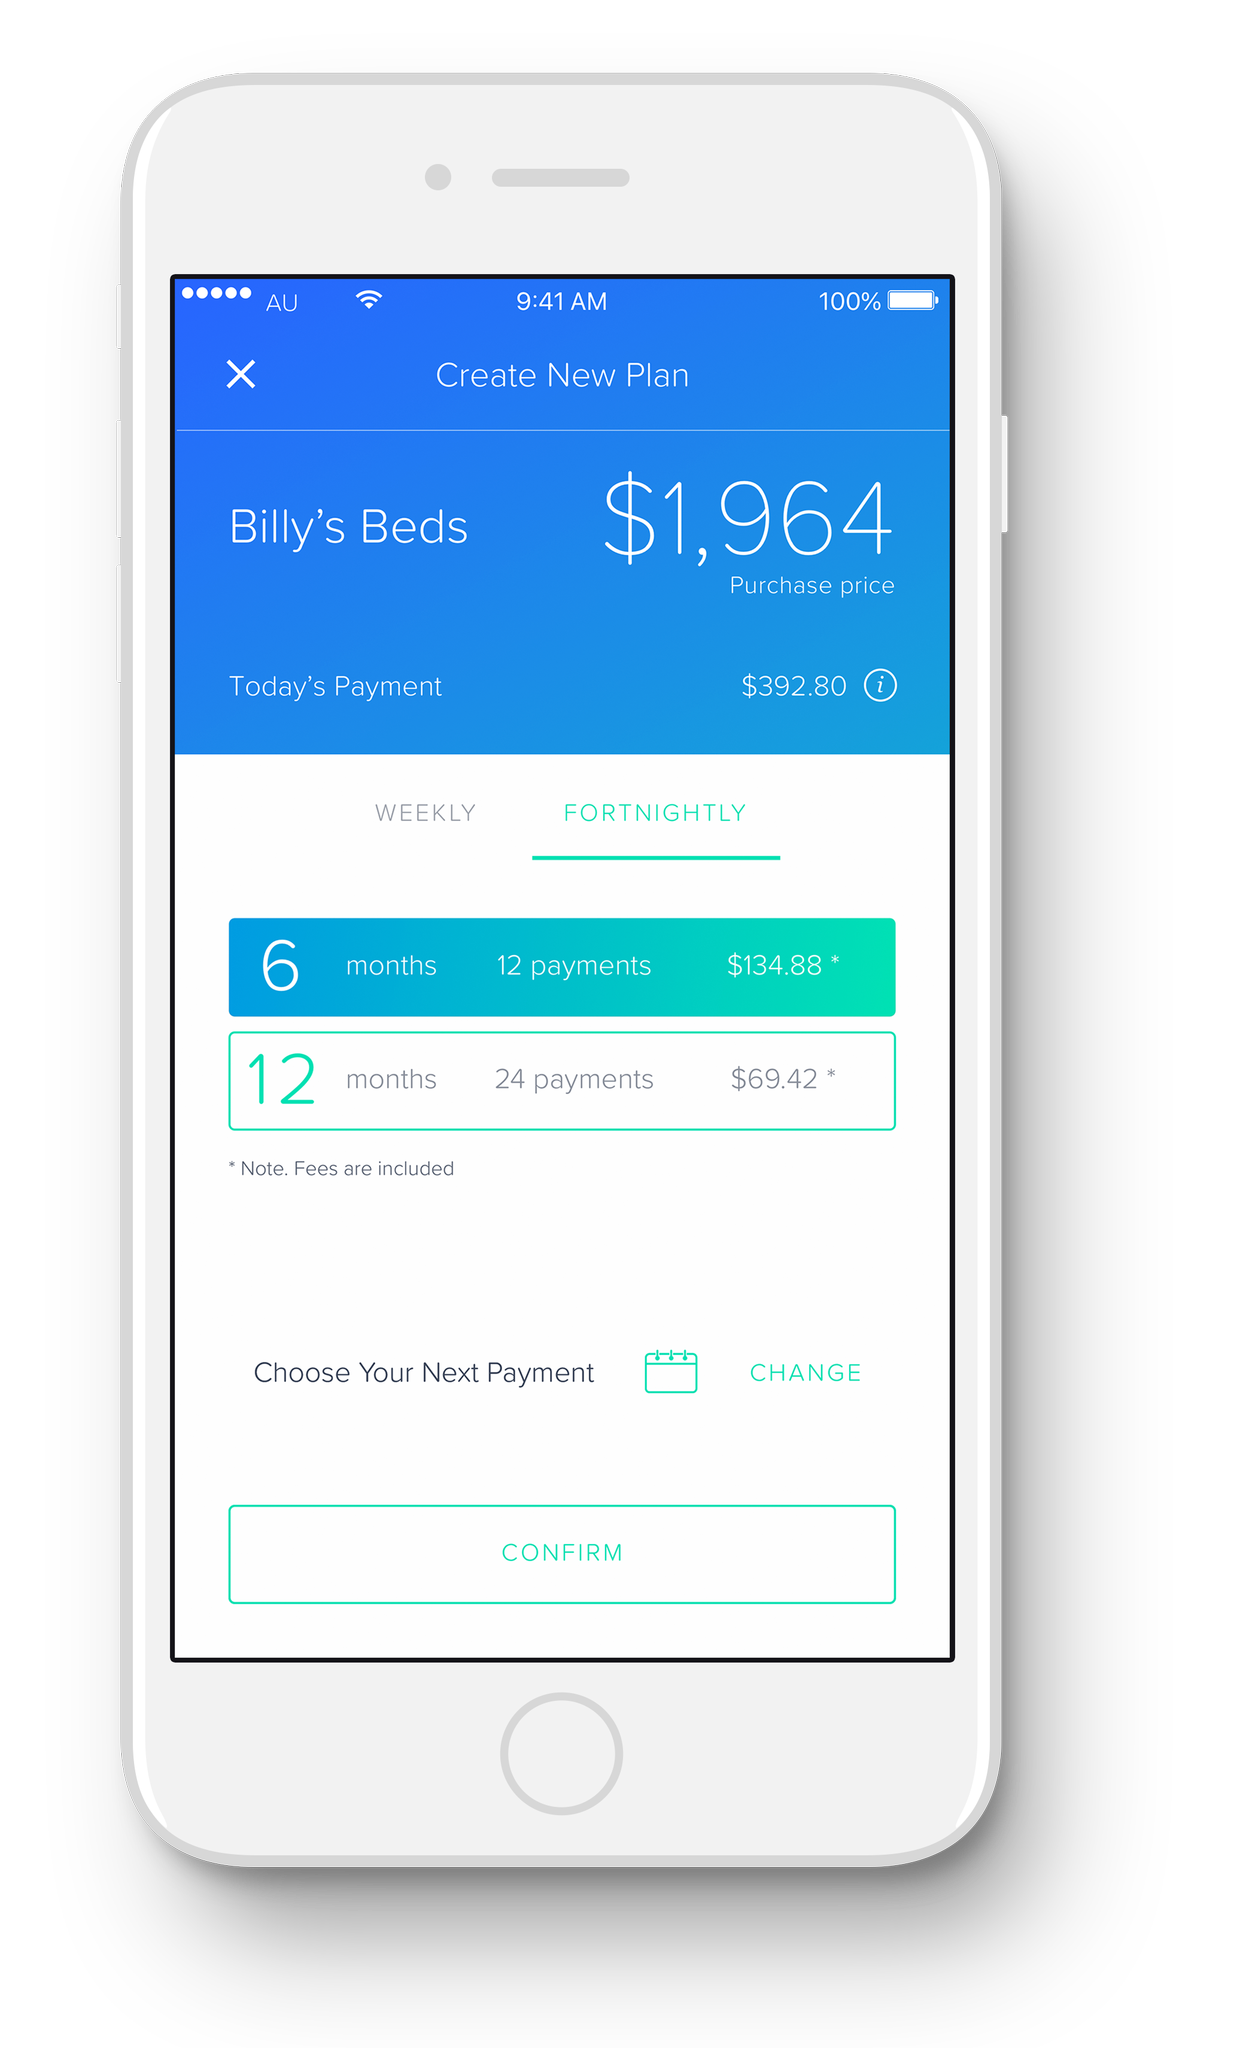 AU 9:41 AM 100%
Create New Plan
Billy’s Beds $1,964
Purchase price
Today’s Payment $392.80 i
WEEKLY FORTNIGHTLY
6 months 12 payments $134.88 *
12 months 24 payments $69.42 *
* Note. Fees are included
Choose Your Next Payment CHANGE
CONFIRM